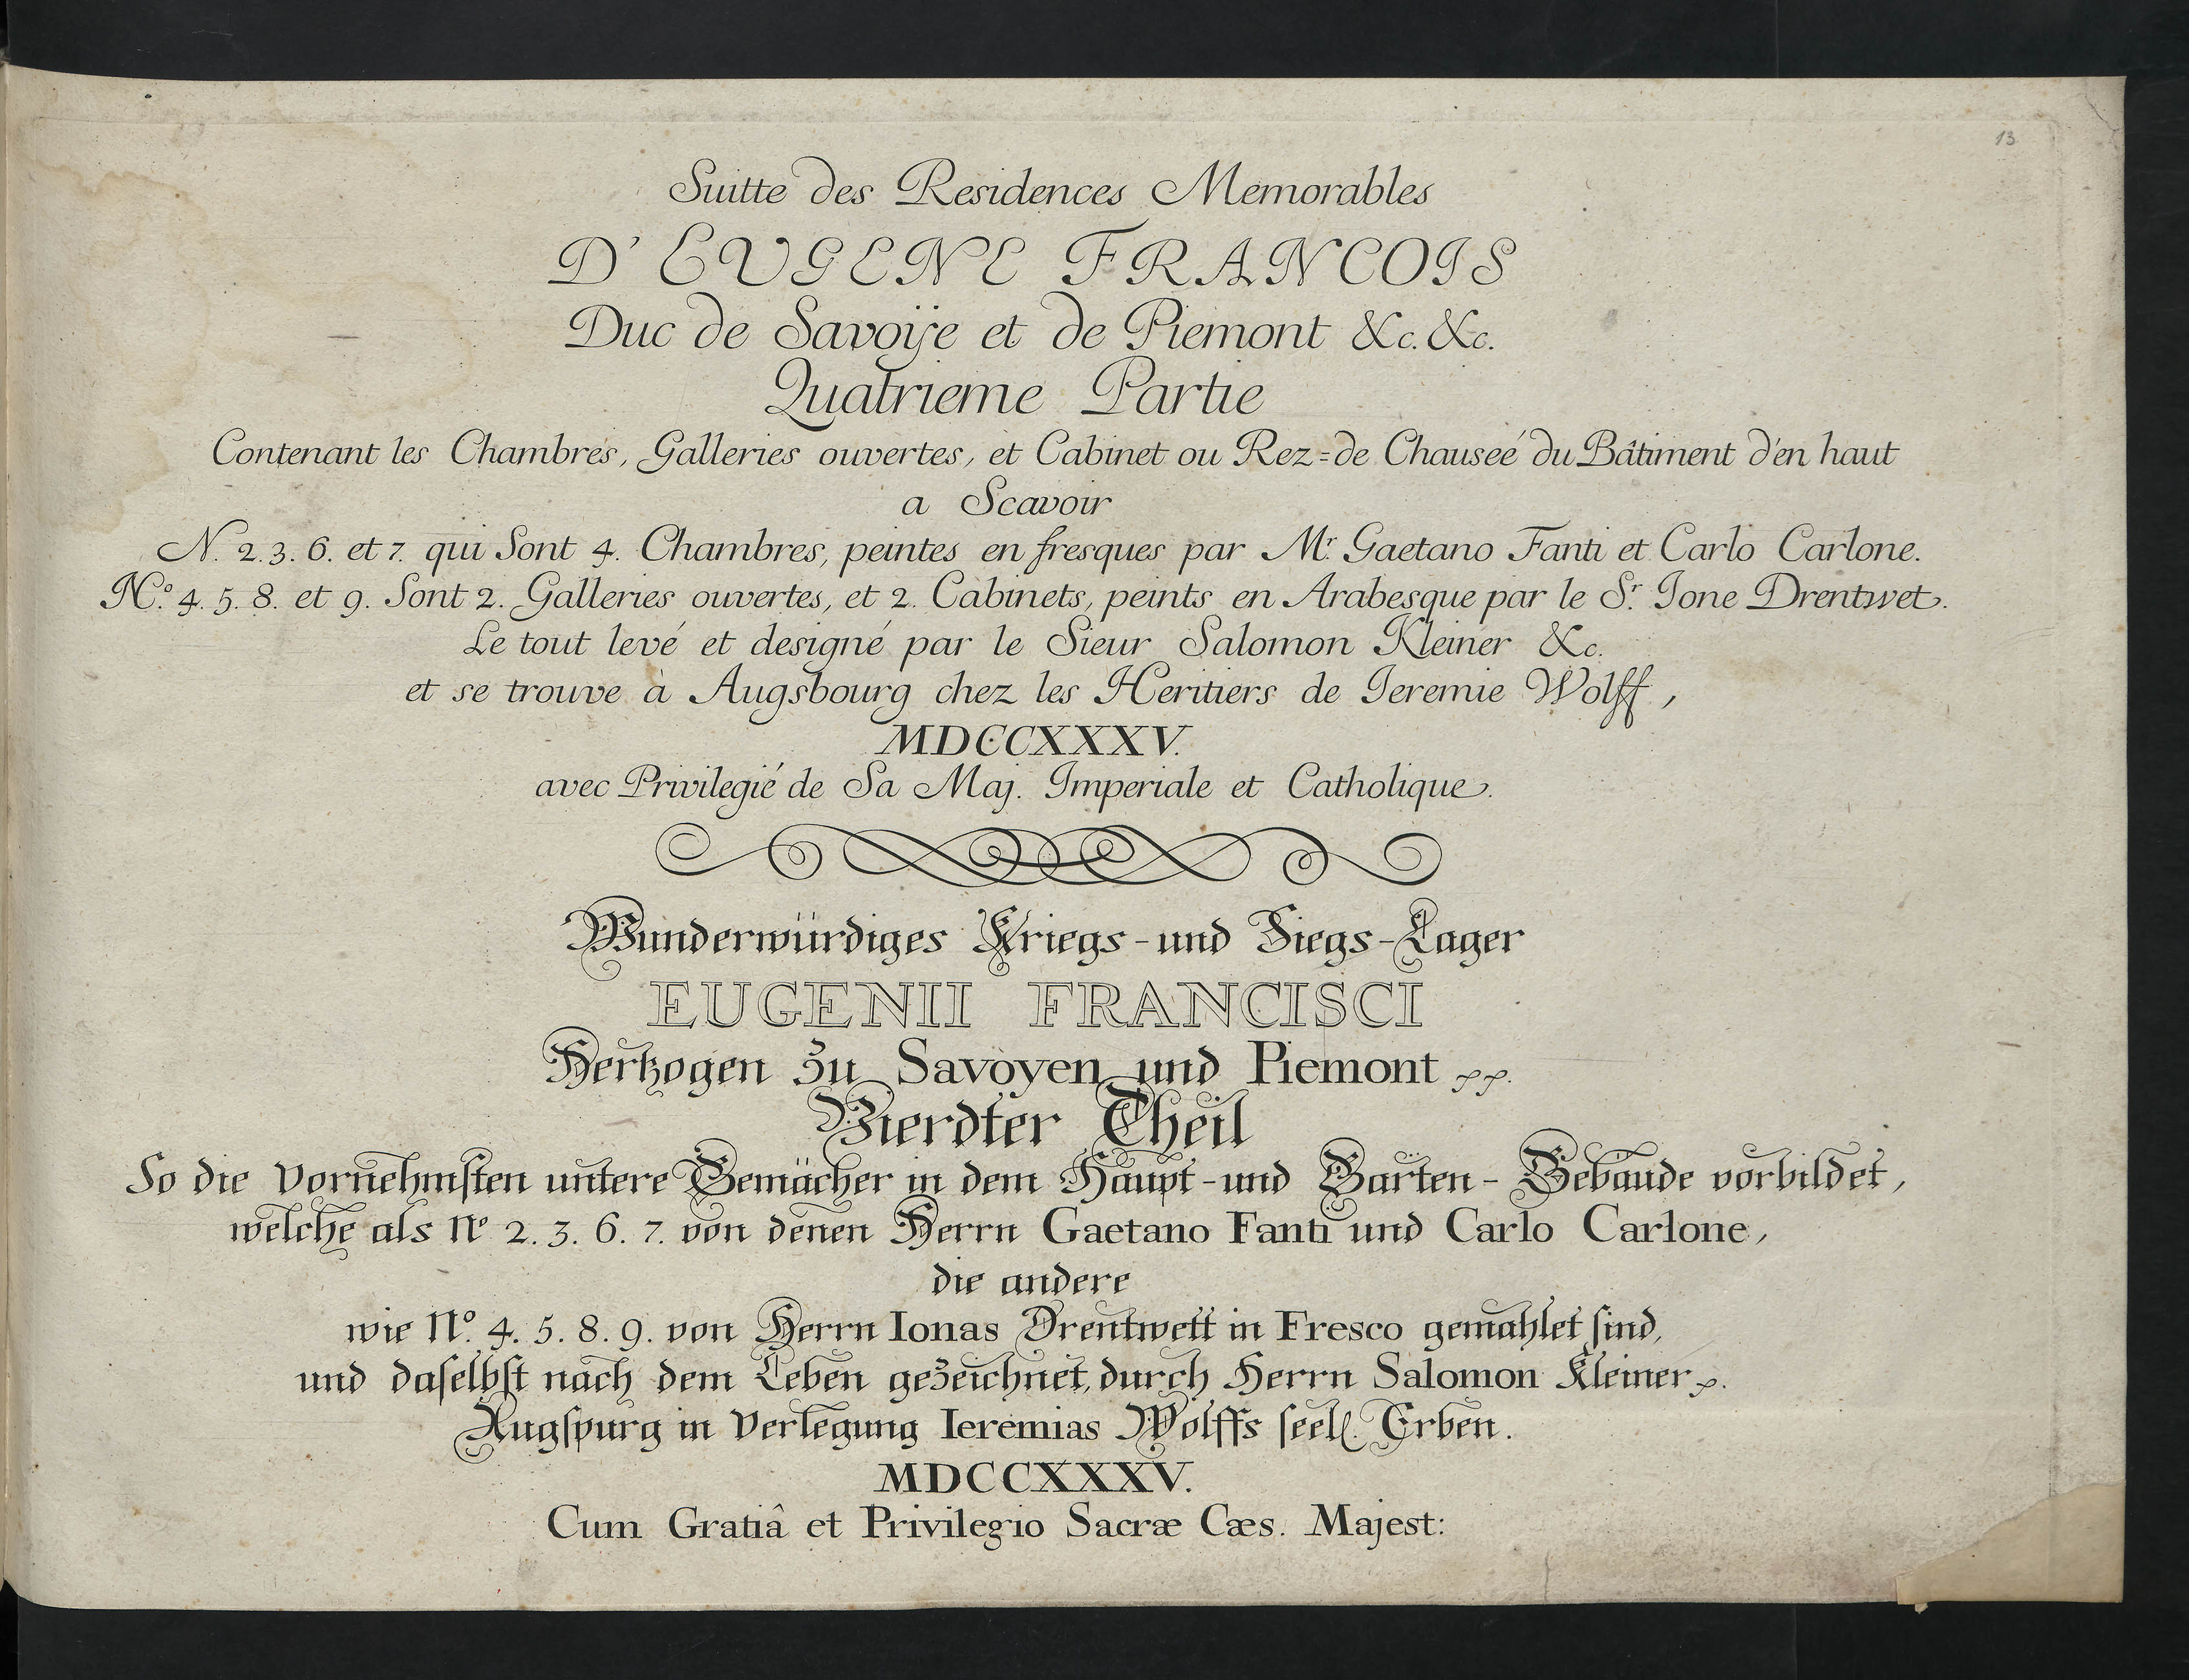 13
Suitte des Residences Memorables
D'EUGENE FRANCOIS
Duc de Savoÿe et de Piemont &c. &c.
Quatrieme Partie
Contenant les Chambres, Galleries ouvertes, et Cabinet ou Rez=de Chauseé du Bâtiment d'en haut
a Scavoir
N. 2. 3. 6. et 7. qui Sont 4. Chambres, peintes en fresques par Mr. Gaetano Fanti et Carlo Carlone.
No. 4. 5. 8. et 9. Sont 2. Galleries ouvertes, et 2. Cabinets, peints en Arabesque par le Sr. Ione Drentwet.
Le tout levé et designé par le Sieur Salomon Kleiner &c.
et se trouve à Augsbourg chez les Heritiers de Ieremie Wolff,
MDCCXXXV.
avec Privilegié de Sa Maj. Imperiale et Catholique.
Wunderwürdiges Kriegs-und Siegs-Lager
EUGENII FRANCISCI
Hertzogen zu Savoyen und Piemont pp.
Vierdter Theil
So die Vornehmsten untere Gemächer in dem Haupt-und Garten-Gebäude vorbildet,
welche als No 2. 3. 6. 7. von denen Herrn Gaetano Fanti und Carlo Carlone,
die andere
wie No. 4. 5. 8. 9. von Herrn Ionas Drentwett in Fresco gemahlet sind,
und daselbst nach dem Leben gezeichnet, durch Herrn Salomon Kleiner p.
Augspurg in Verlegung Ieremias Wolffs seel. Erben.
MDCCXXXV.
Cum Gratiâ et Privilegio Sacræ Cæs. Majest: